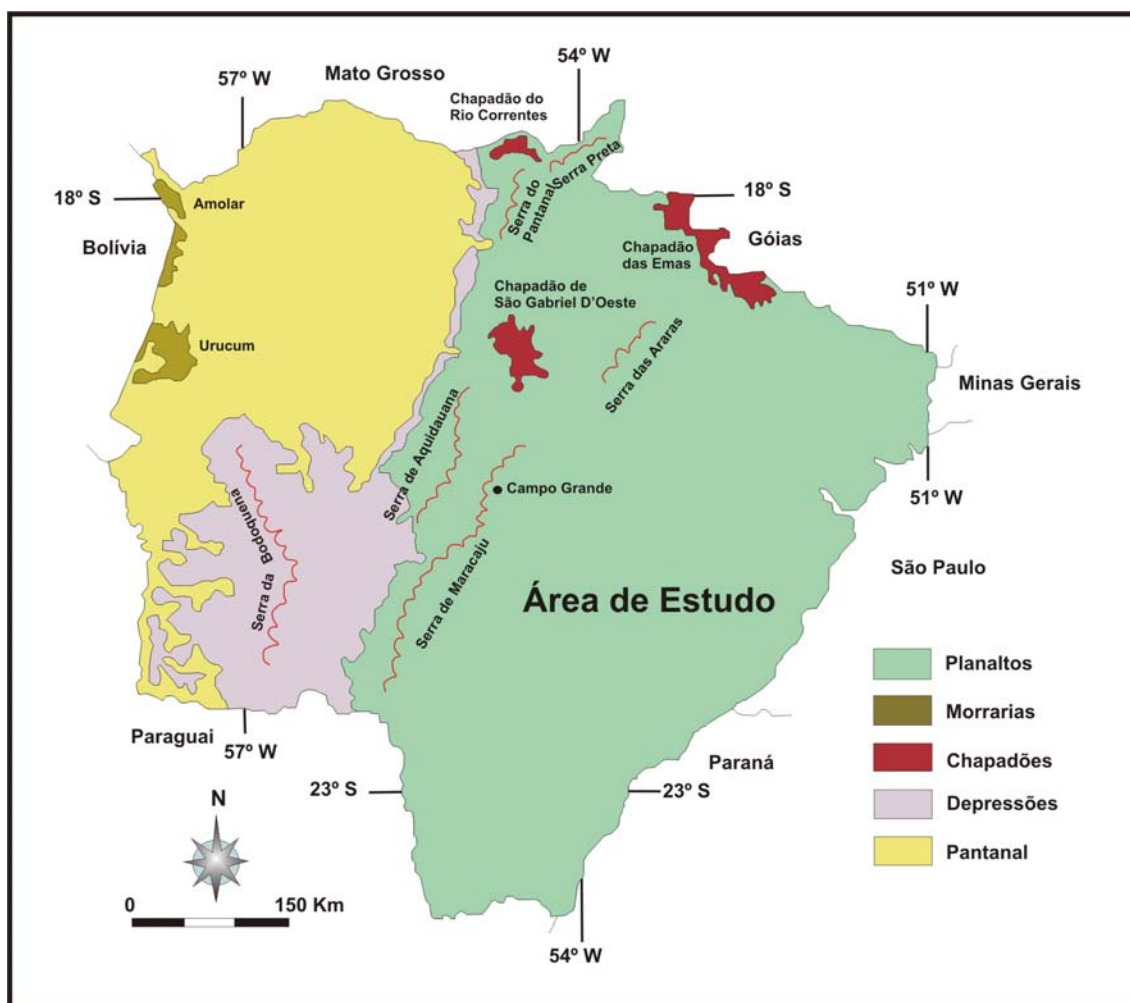 54º W
57º W
Mato Grosso
Chapadão do
Rio Correntes
Serra Preta
18º S
Amolar
Serra do
Pantanal
18º S
Bolívia
Góias
Chapadão
das Emas
Chapadão de
São Gabriel D'Oeste
51º W
Urucum
Serra das Araras
Minas Gerais
Serra de Aquidauana
Campo Grande
51º W
Serra da Bodoquena
Serra de Maracaju
São Paulo
Área de Estudo
Planaltos
Morrarias
Paraguai
57º W
Paraná
Chapadões
23º S
23º S
N
Depressões
Pantanal
0
150 Km
54º W